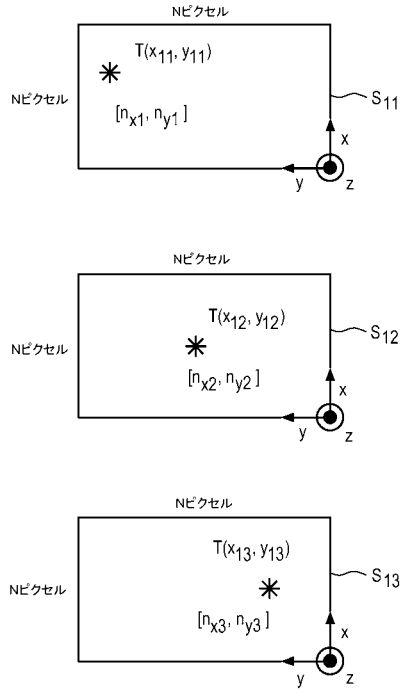 Nピクセル
T(x11, y11)
Nピクセル
[nx1, ny1 ]
S11
x
y
z
Nピクセル
T(x12, y12)
Nピクセル
[nx2, ny2 ]
S12
x
y
z
Nピクセル
T(x13, y13)
Nピクセル
[nx3, ny3 ]
S13
x
y
z